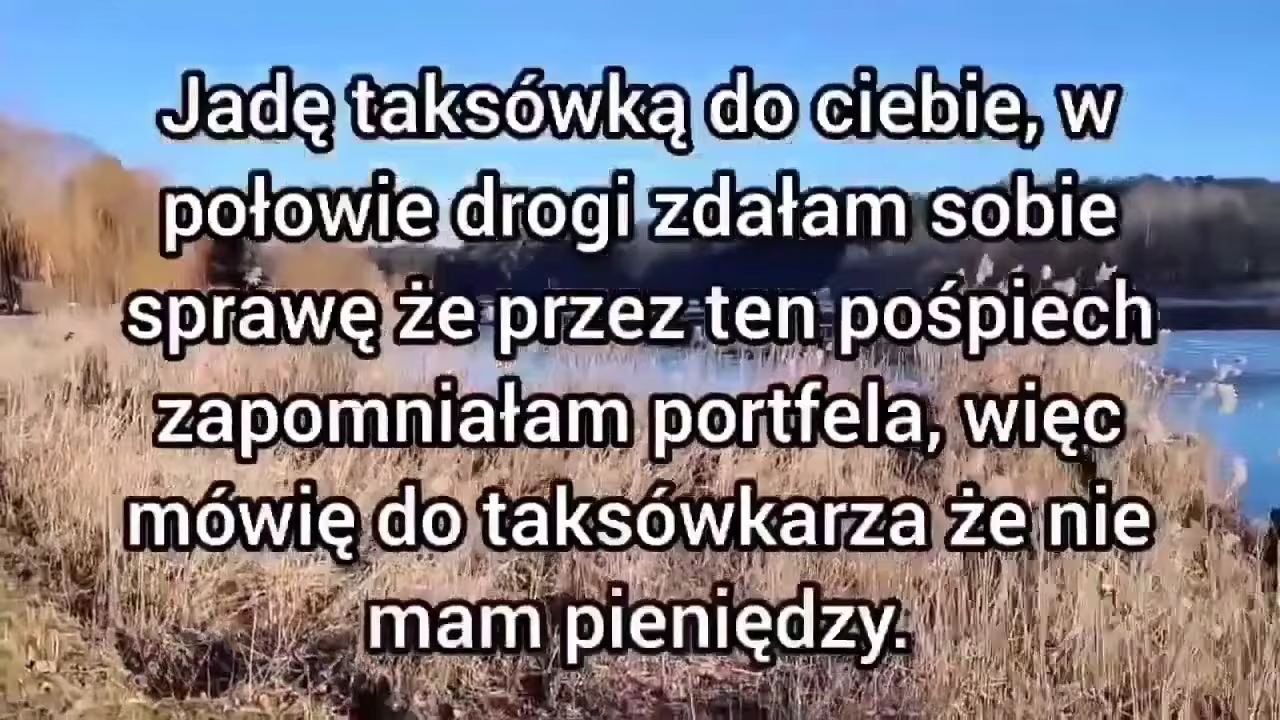 Jadę taksówką do ciebie, w
połowie drogi zdałam sobie
sprawę że przez ten pośpiech
zapomniałam portfela, więc
mówię do taksówkarza że nie
mam pieniędzy.